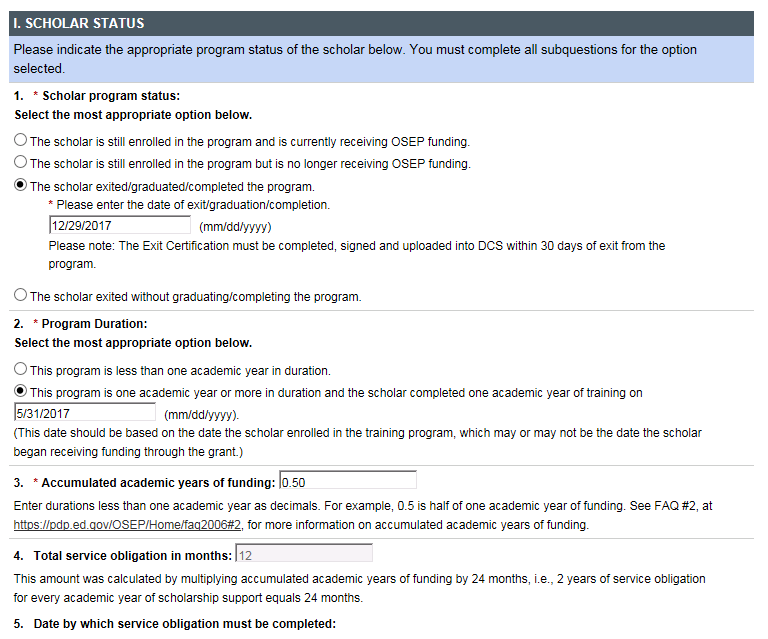 I. SCHOLAR STATUS
Please indicate the appropriate program status of the scholar below. You must complete all subquestions for the option
selected.
1. * Scholar program status:
Select the most appropriate option below.
The scholar is still enrolled in the program and is currently receiving OSEP funding.
The scholar is still enrolled in the program but is no longer receiving OSEP funding.
The scholar exited/graduated/completed the program.
* Please enter the date of exit/graduation/completion.
12/29/2017 (mm/dd/yyyy)
Please note: The Exit Certification must be completed, signed and uploaded into DCS within 30 days of exit from the
program.
The scholar exited without graduating/completing the program.
2. * Program Duration:
Select the most appropriate option below.
This program is less than one academic year in duration.
This program is one academic year or more in duration and the scholar completed one academic year of training on
5/31/2017 (mm/dd/yyyy).
(This date should be based on the date the scholar enrolled in the training program, which may or may not be the date the scholar
began receiving funding through the grant.)
3. * Accumulated academic years of funding: 0.50
Enter durations less than one academic year as decimals. For example, 0.5 is half of one academic year of funding. See FAQ #2, at
https://pdp.ed.gov/OSEP/Home/faq2006#2, for more information on accumulated academic years of funding.
4. Total service obligation in months: 12
This amount was calculated by multiplying accumulated academic years of funding by 24 months, i.e., 2 years of service obligation
for every academic year of scholarship support equals 24 months.
5. Date by which service obligation must be completed: